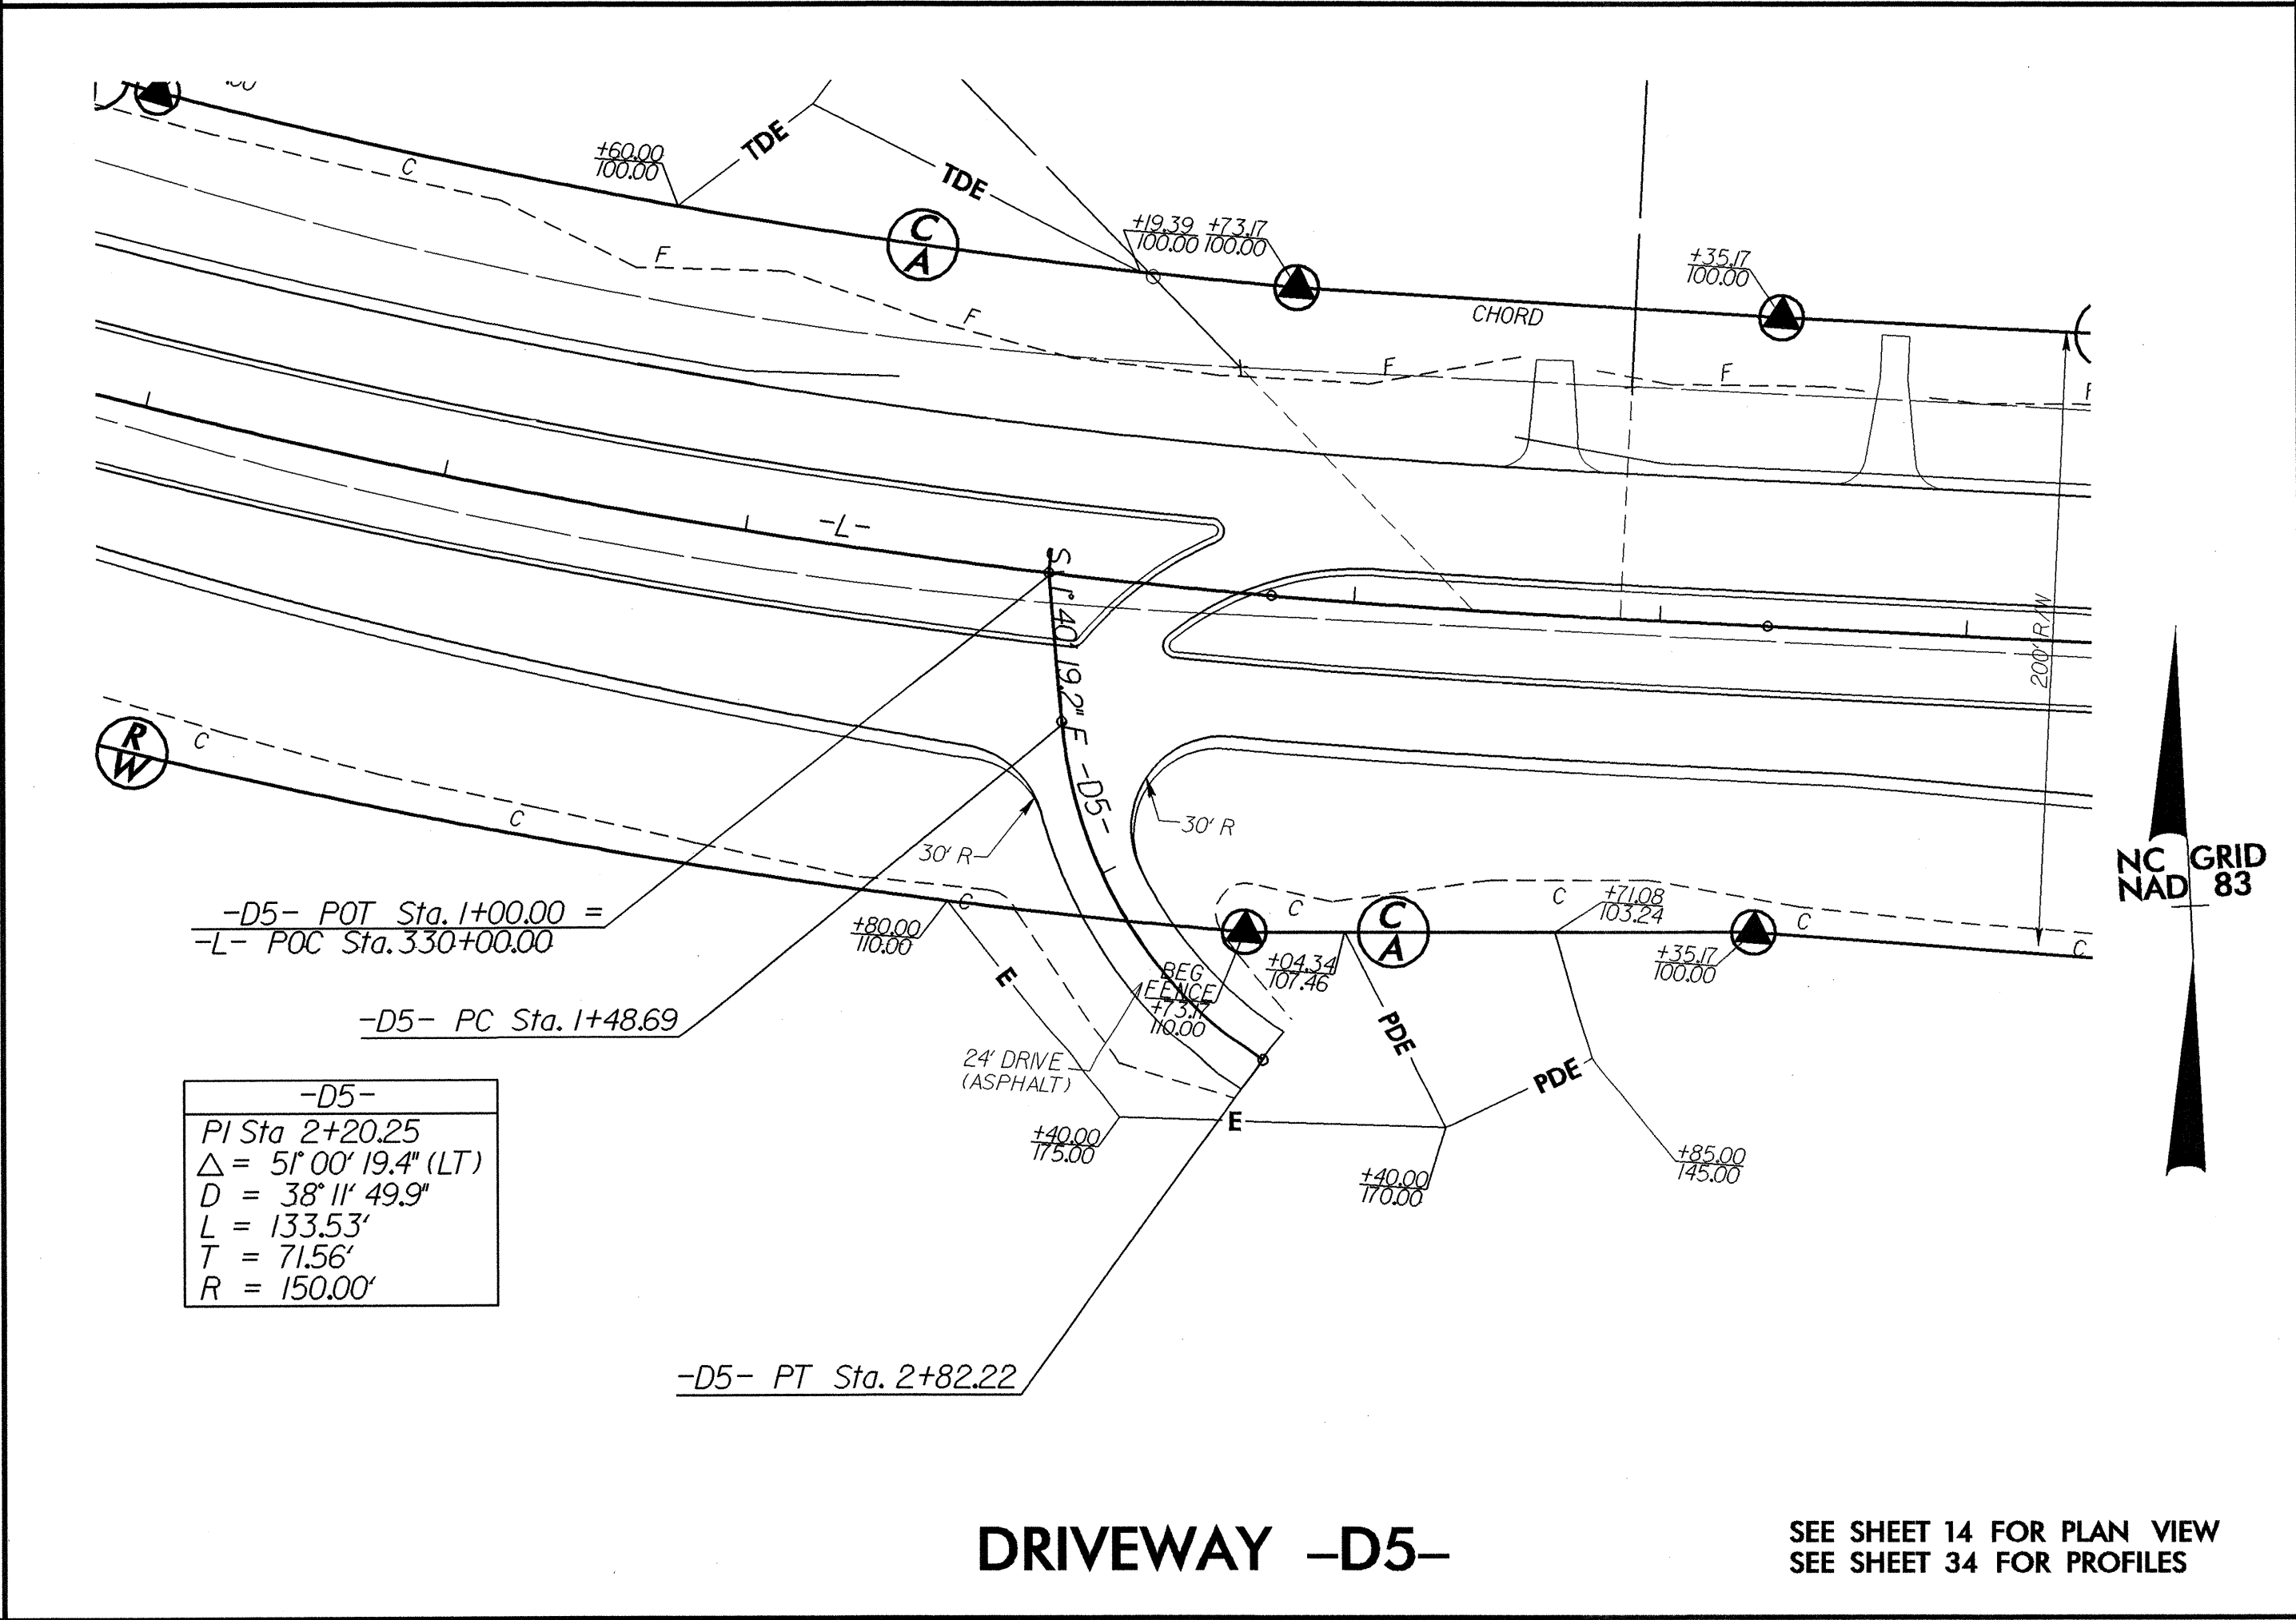 .00
C
+60.00
100.00
TDE
TDE
C
A
F
F
+19.39 +73.17
100.00 100.00
+35.17
100.00
CHORD
F
F
F
-L-
200' R/W
R
W
C
C
-D5-
30' R
30' R
C
+80.00
110.00
-D5- POT Sta. 1+00.00 =
-L- POC Sta. 330+00.00
-D5- PC Sta. 1+48.69
E
BEG
FENCE
+73.17
110.00
+04.34
107.46
C
C
A
C
+71.08
103.24
C
+35.17
100.00
C
NC GRID
NAD 83
24' DRIVE
(ASPHALT)
PDE
PDE
E
+40.00
175.00
+40.00
170.00
+85.00
145.00
-D5-
PI Sta 2+20.25
△ = 51° 00' 19.4" (LT)
D = 38° 11' 49.9"
L = 133.53'
T = 71.56'
R = 150.00'
-D5- PT Sta. 2+82.22
DRIVEWAY -D5-
SEE SHEET 14 FOR PLAN VIEW
SEE SHEET 34 FOR PROFILES